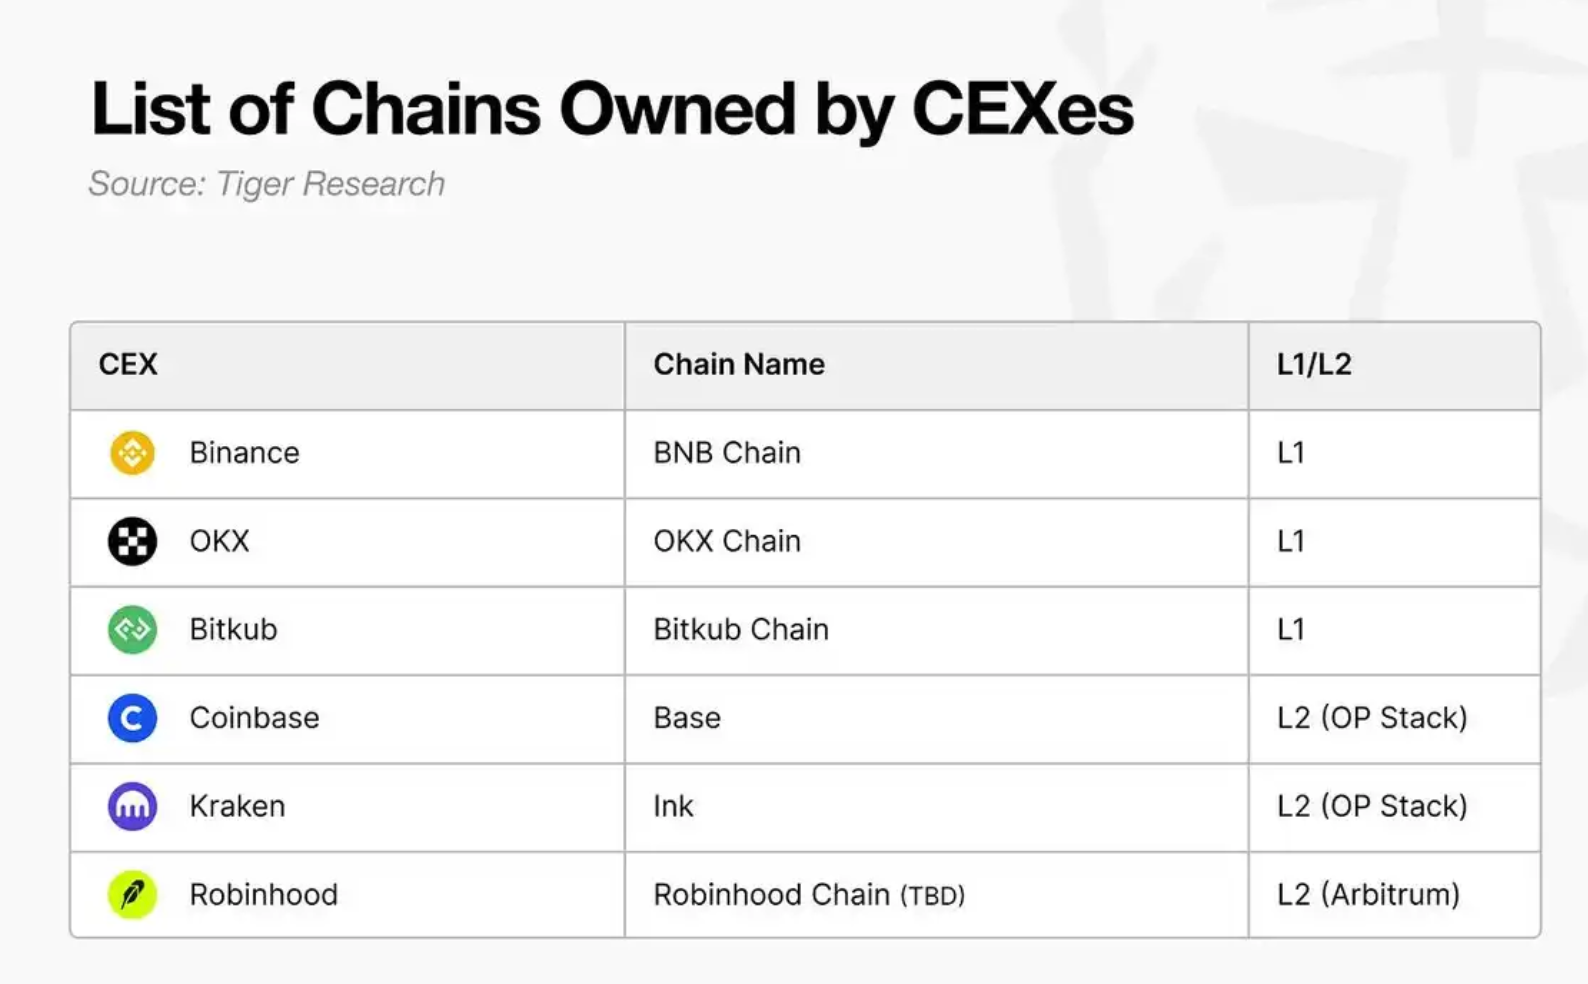 List of Chains Owned by CEXes
Source: Tiger Research
CEX Chain Name L1/L2
Binance BNB Chain L1
OKX OKX Chain L1
Bitkub Bitkub Chain L1
Coinbase Base L2 (OP Stack)
Kraken Ink L2 (OP Stack)
Robinhood Robinhood Chain (TBD) L2 (Arbitrum)